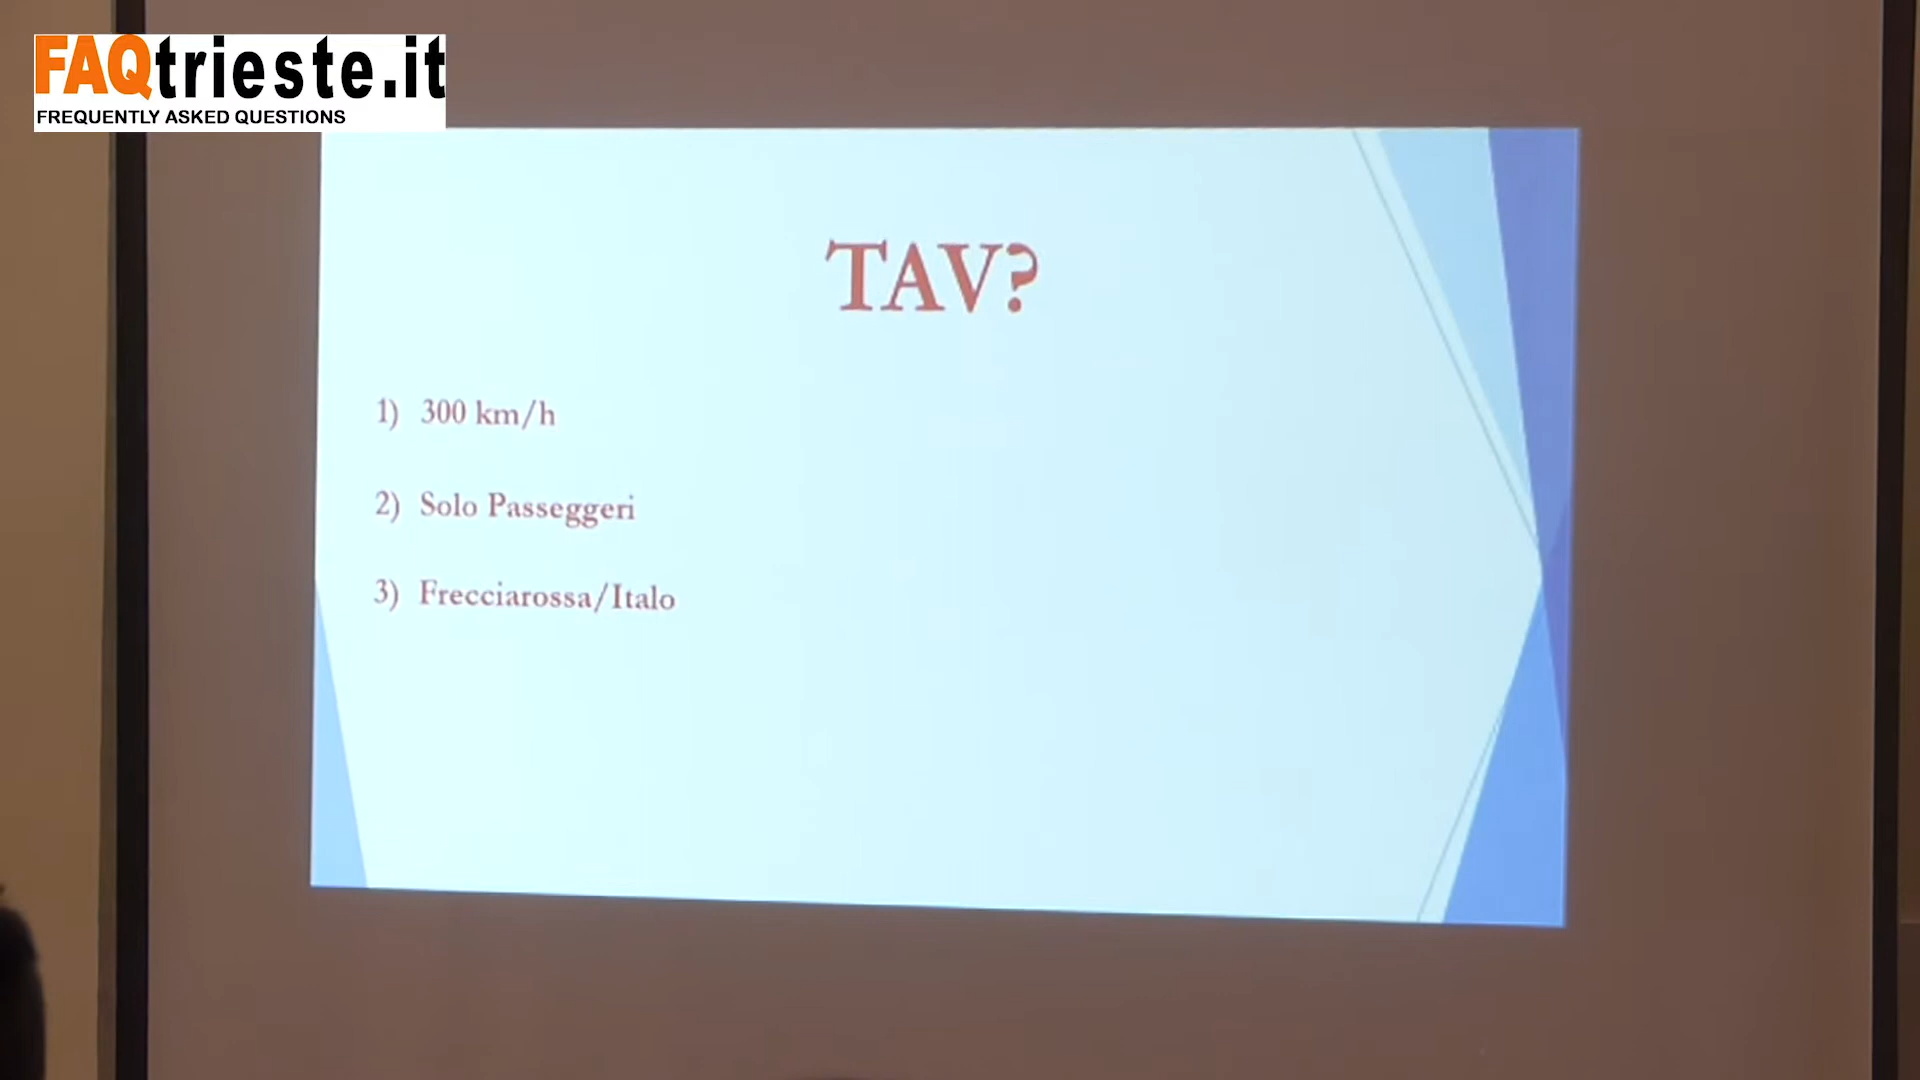 FAQtrieste.it
FREQUENTLY ASKED QUESTIONS
TAV?
1) 300 km/h
2) Solo Passeggeri
3) Frecciarossa/Italo